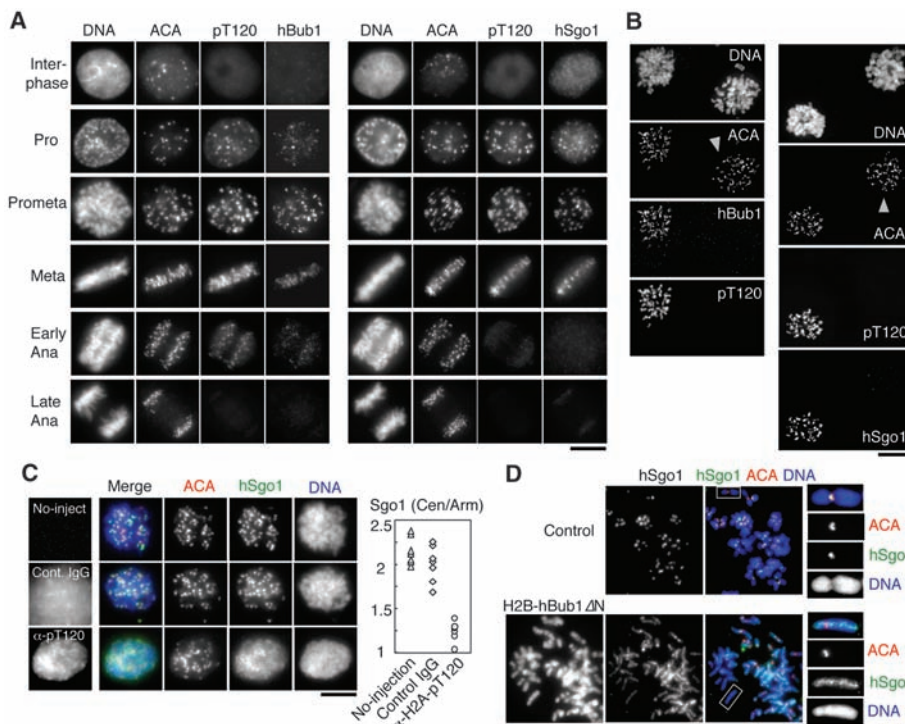 A
DNA ACA pT120 hBub1
DNA ACA pT120 hSgo1
Inter-
phase
Pro
Prometa
Meta
Early
Ana
Late
Ana
B
DNA
ACA
hBub1
pT120
DNA
ACA
pT120
hSgo1
C
Merge ACA hSgo1 DNA
No-inject
Cont. IgG
α-pT120
Sgo1 (Cen/Arm)
2.5
2
1.5
1
No-injection
Control IgG
α-H2A-pT120
D
hSgo1 hSgo1 ACA DNA
Control
ACA
hSgo
DNA
H2B-hBub1 ΔN
ACA
hSgo
DNA